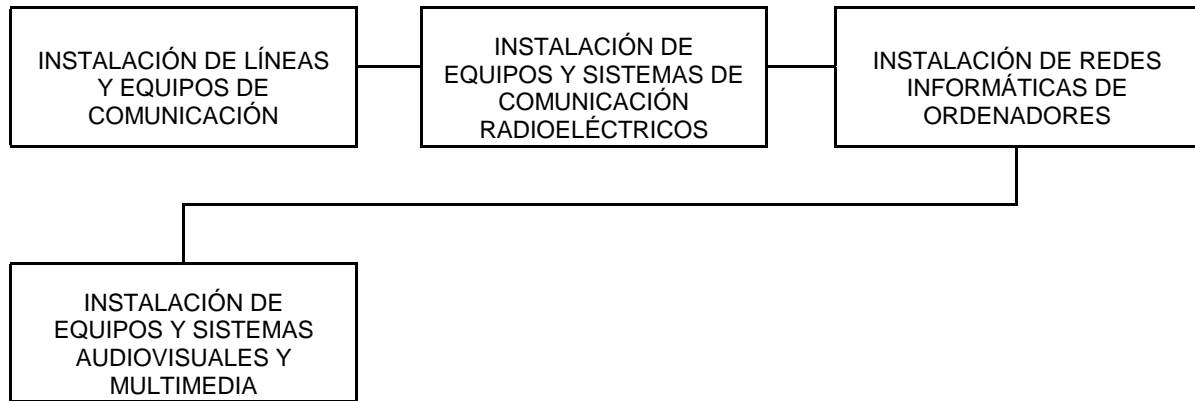 INSTALACIÓN DE LÍNEAS
Y EQUIPOS DE
COMUNICACIÓN
INSTALACIÓN DE
EQUIPOS Y SISTEMAS DE
COMUNICACIÓN
RADIOELÉCTRICOS
INSTALACIÓN DE REDES
INFORMÁTICAS DE
ORDENADORES
INSTALACIÓN DE
EQUIPOS Y SISTEMAS
AUDIOVISUALES Y
MULTIMEDIA